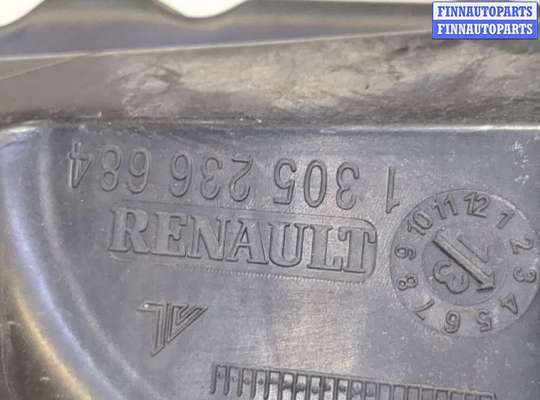 FINNAUTOPARTS
FINNAUTOPARTS
1 305 236 684
RENAULT
1 2 3 4 5 6 7 8 9 10 11 12
13